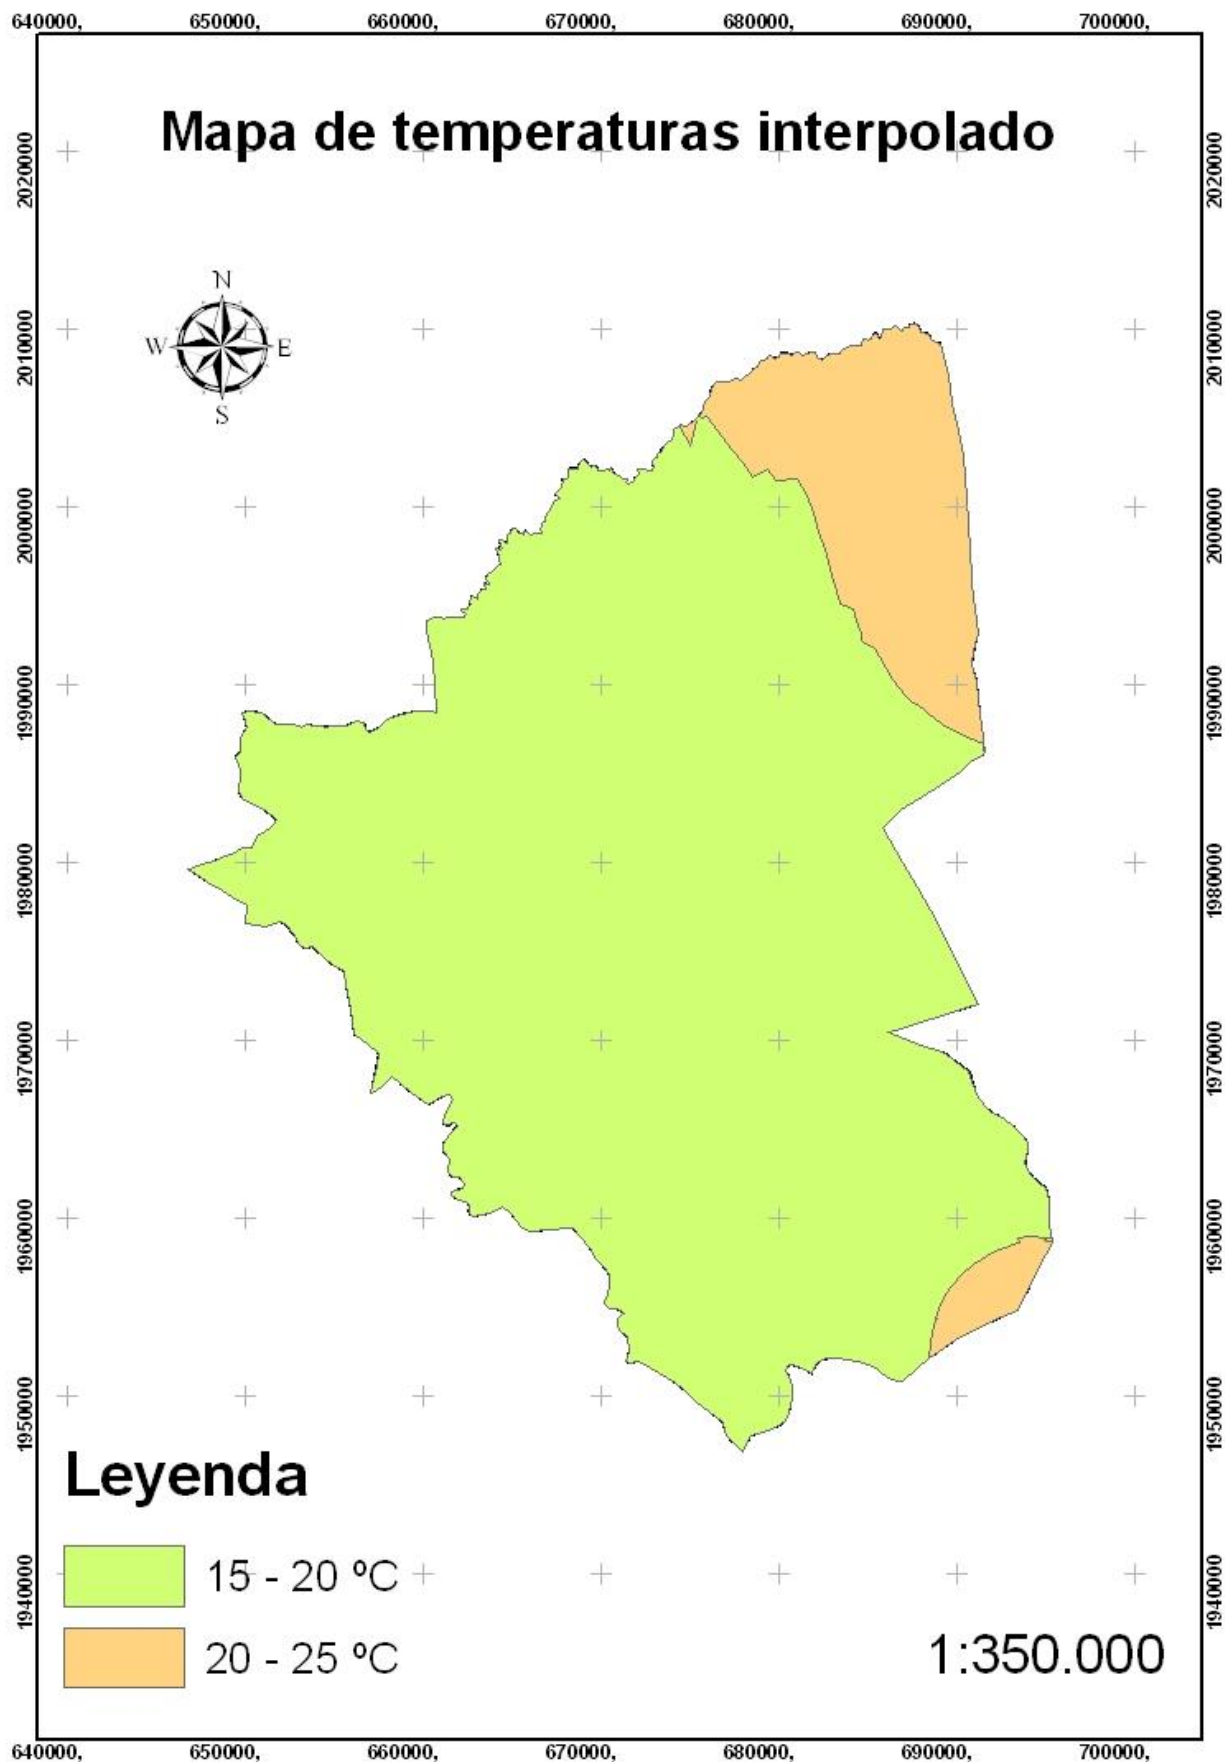 640000, 650000, 660000, 670000, 680000, 690000, 700000,
Mapa de temperaturas interpolado
2020000 2020000
N
W E
S
2010000 2010000
2000000 2000000
1990000 1990000
1980000 1980000
1970000 1970000
1960000 1960000
1950000 1950000
Leyenda
15 - 20 ºC
1940000 1940000
20 - 25 ºC
1:350.000
640000, 650000, 660000, 670000, 680000, 690000, 700000,